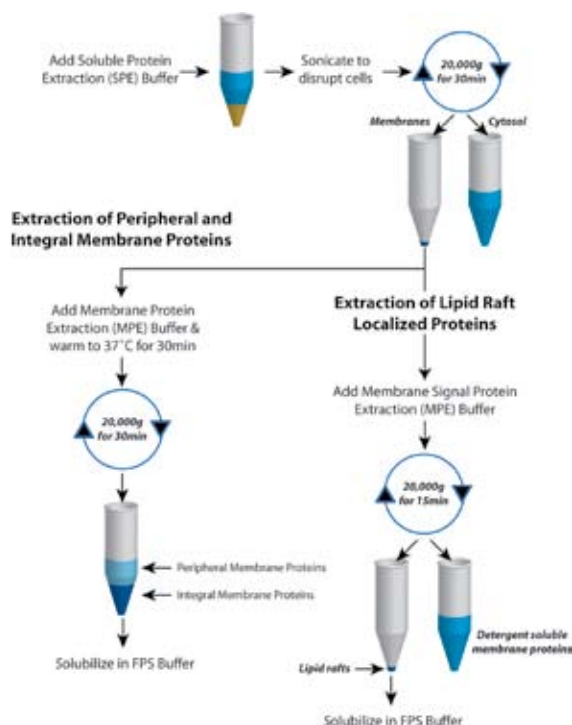 Add Soluble Protein
Extraction (SPE) Buffer
Sonicate to
disrupt cells
20,000g
for 30min
Membranes
Cytosol
Extraction of Peripheral and
Integral Membrane Proteins
Add Membrane Protein
Extraction (MPE) Buffer &
warm to 37°C for 30min
20,000g
for 30min
Peripheral Membrane Proteins
Integral Membrane Proteins
Solubilize in FPS Buffer
Extraction of Lipid Raft
Localized Proteins
Add Membrane Signal Protein
Extraction (MPE) Buffer
20,000g
for 15min
Lipid rafts
Detergent soluble
membrane proteins
Solubilize in FPS Buffer